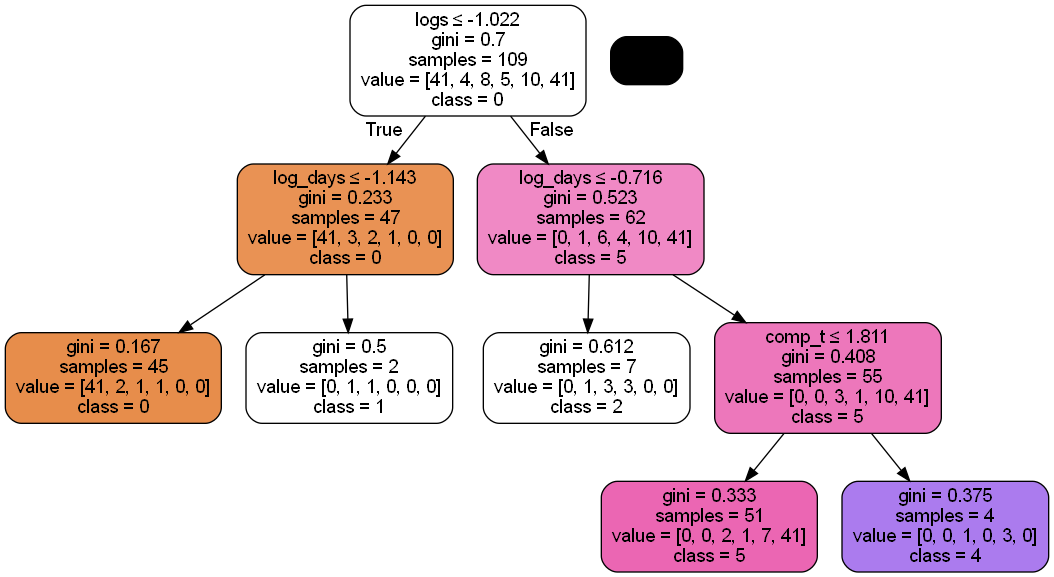 logs ≤ -1.022
gini = 0.7
samples = 109
value = [41, 4, 8, 5, 10, 41]
class = 0
True
False
log_days ≤ -1.143
gini = 0.233
samples = 47
value = [41, 3, 2, 1, 0, 0]
class = 0
log_days ≤ -0.716
gini = 0.523
samples = 62
value = [0, 1, 6, 4, 10, 41]
class = 5
gini = 0.167
samples = 45
value = [41, 2, 1, 1, 0, 0]
class = 0
gini = 0.5
samples = 2
value = [0, 1, 1, 0, 0, 0]
class = 1
gini = 0.612
samples = 7
value = [0, 1, 3, 3, 0, 0]
class = 2
comp_t ≤ 1.811
gini = 0.408
samples = 55
value = [0, 0, 3, 1, 10, 41]
class = 5
gini = 0.333
samples = 51
value = [0, 0, 2, 1, 7, 41]
class = 5
gini = 0.375
samples = 4
value = [0, 0, 1, 0, 3, 0]
class = 4